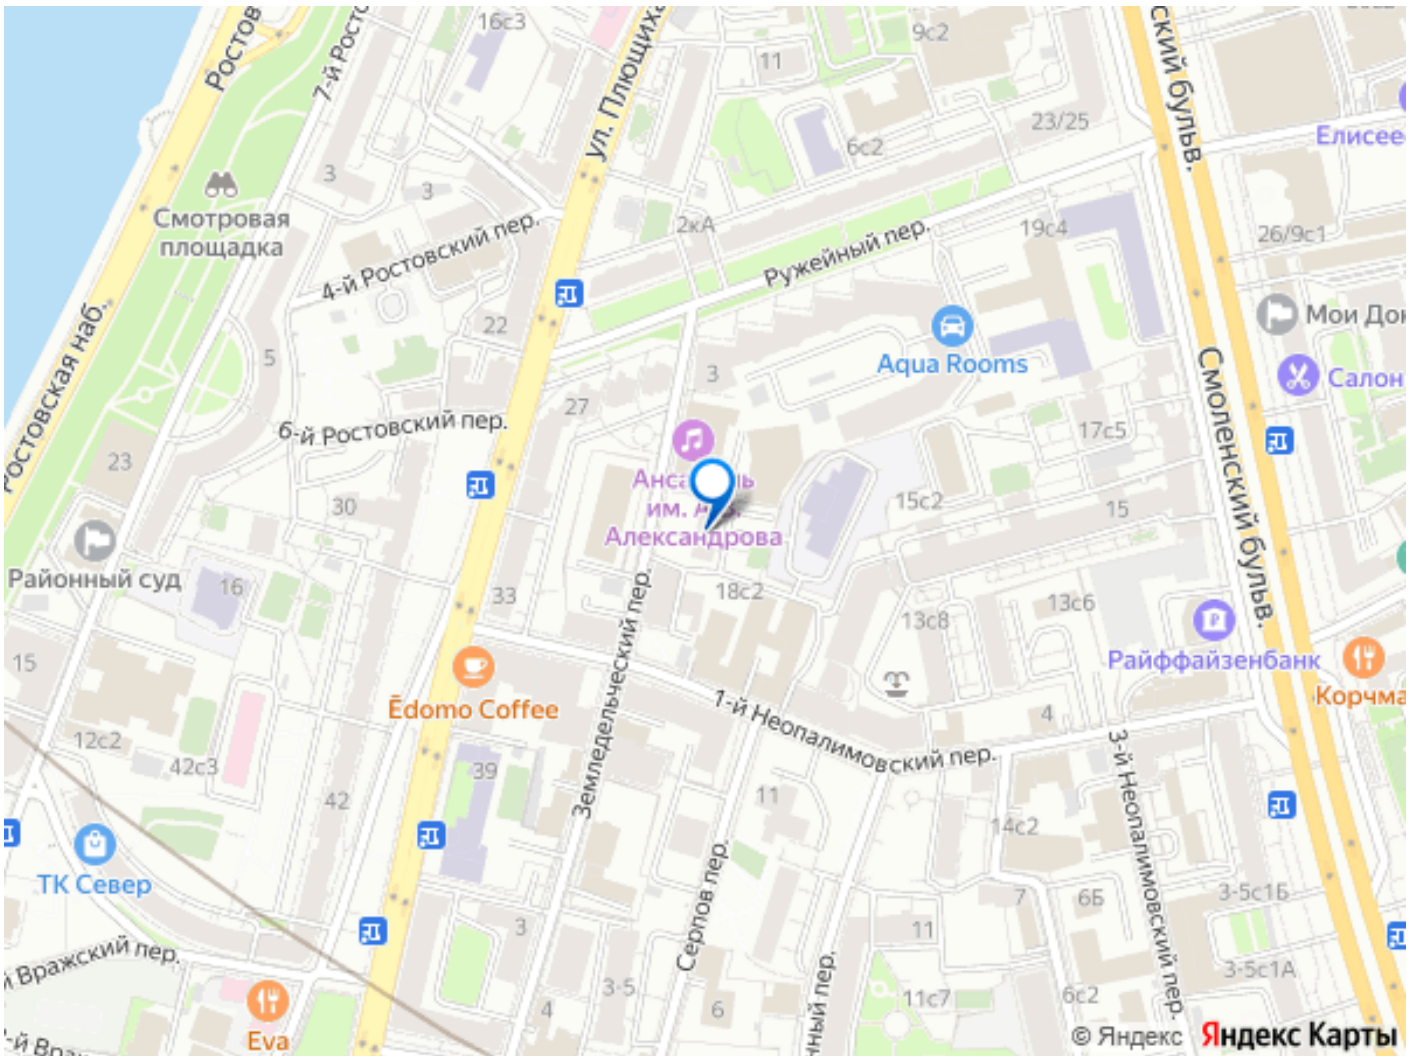 16с3
9с2
11
ул. Плющиха
7-й Росто
Ростов
ский бульв.
23/25
6с2
Елисее
3
3
Смотровая
площадка
2кА
4-й Ростовский пер.
Ружейный пер.
19с4
26/9с1
22
Мои Док
5
Aqua Rooms
3
Салон
Ростовская наб.
27
6-й Ростовский пер.
17с5
23
30
им. А.В.
Александрова
15с2
15
Смоленский бульв.
Районный суд
16
33
18с2
13с8
13с6
15
Райффайзенбанк
Корчма
Ēdomo Coffee
1-й Неопалимовский пер.
4
12с2
42с3
39
42
Земледельческий пер.
11
14с2
3-й Неопалимовский пер.
ТК Север
Серпов пер.
7
6Б
3-5с1Б
3
11
й Вражский пер.
3-5с1А
3-5
4
6
11с7
6с2
нный пер.
Eva
-й Вражс
© Яндекс Яндекс Карты